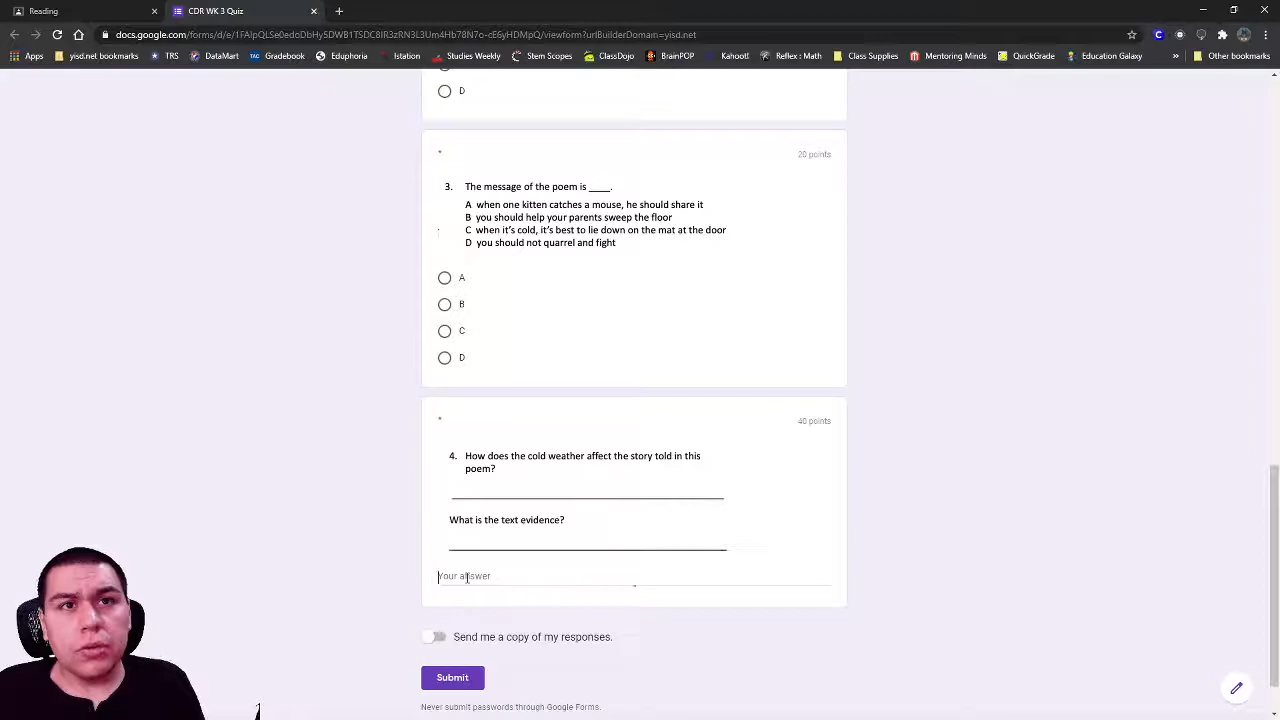 Reading
CDR WK 3 Quiz
docs.google.com/forms/d/e/1FAIpQLSe0edoDbHy5DWB1TSDC8IR3zRN3L3Um4Hb78N7o-cE6yHDMpQ/viewform?urlBuilderDomain=yisd.net
yisd.net bookmarks TRS DataMart Gradebook Eduphoria Istation Studies Weekly Stem Scopes ClassDojo BrainPOP Kahoot! Reflex : Math Class Supplies Mentoring Minds QuickGrade Education Galaxy » Other bookmarks
D
* 20 points
3. The message of the poem is ____.
A when one kitten catches a mouse, he should share it
B you should help your parents sweep the floor
C when it's cold, it's best to lie down on the mat at the door
D you should not quarrel and fight
A
B
C
D
* 40 points
4. How does the cold weather affect the story told in this
poem?
What is the text evidence?
Your answer
Send me a copy of my responses.
Submit
Never submit passwords through Google Forms.